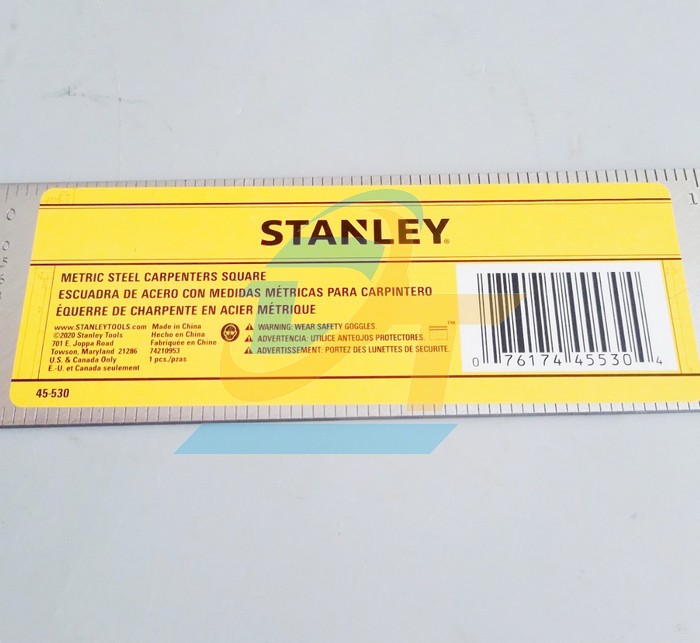 STANLEY®
METRIC STEEL CARPENTERS SQUARE
ESCUADRA DE ACERO CON MEDIDAS MÉTRICAS PARA CARPINTERO
ÉQUERRE DE CHARPENTE EN ACIER MÉTRIQUE
www.STANLEYTOOLS.com
©2020 Stanley Tools
701 E. Joppa Road
Towson, Maryland 21286
U.S. & Canada Only
E.-U. et Canada seulement
Made in China
Hecho en China
Fabriquée en Chine
74210953
1 pcs./pzas
WARNING: WEAR SAFETY GOGGLES.
ADVERTENCIA: UTILICE ANTEOJOS PROTECTORES.
AVERTISSEMENT: PORTEZ DES LUNETTES DE SECURITE.
™
0 76174 45530 4
45-530